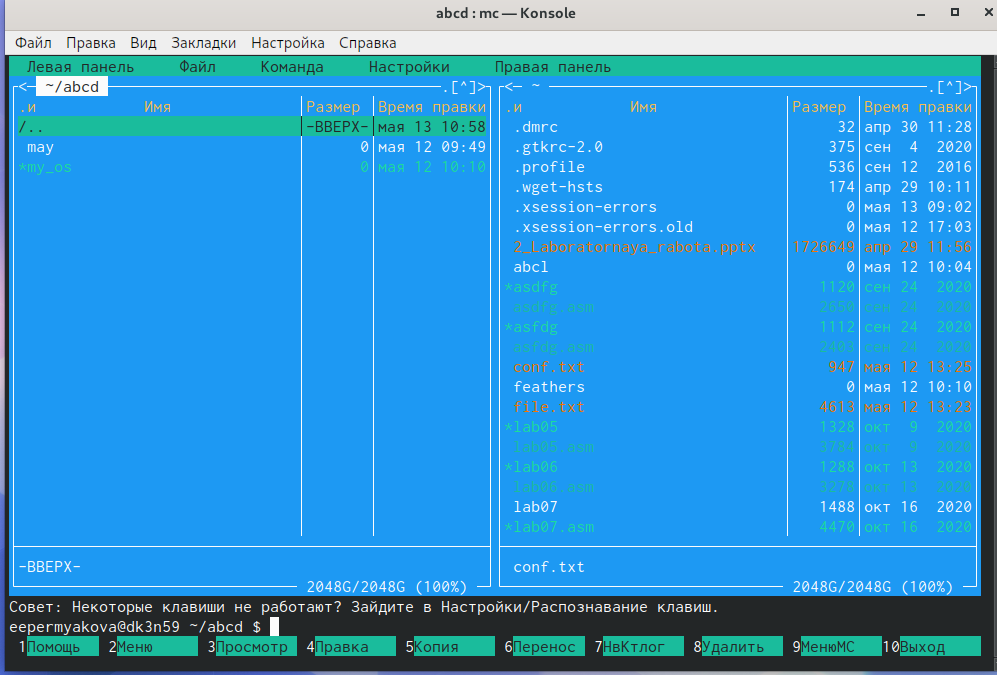 abcd : mc — Konsole
Файл Правка Вид Закладки Настройка Справка
Левая панель Файл Команда Настройки Правая панель
<─ ~/abcd .[^]>
.и Имя Размер Время правки
/.. -ВВЕРХ- мая 13 10:58
may 0 мая 12 09:49
*my_os 0 мая 12 10:10
-ВВЕРХ-
2048G/2048G (100%)
<─ ~ .[^]>
.и Имя Размер Время правки
.dmrc 32 апр 30 11:28
.gtkrc-2.0 375 сен 4 2020
.profile 536 сен 12 2016
.wget-hsts 174 апр 29 10:11
.xsession-errors 0 мая 13 09:02
.xsession-errors.old 0 мая 12 17:03
2_Laboratornaya_rabota.pptx 1726649 апр 29 11:56
abcl 0 мая 12 10:04
*asdfg 1120 сен 24 2020
asdfg.asm 2650 сен 24 2020
*asfdg 1112 сен 24 2020
asfdg.asm 2403 сен 24 2020
conf.txt 947 мая 12 13:25
feathers 0 мая 12 10:10
file.txt 4613 мая 12 13:23
*lab05 1328 окт 9 2020
lab05.asm 3784 окт 9 2020
*lab06 1288 окт 13 2020
lab06.asm 3270 окт 13 2020
lab07 1488 окт 16 2020
*lab07.asm 4470 окт 16 2020
conf.txt
2048G/2048G (100%)
Совет: Некоторые клавиши не работают? Зайдите в Настройки/Распознавание клавиш.
eepermyakova@dk3n59 ~/abcd $
1Помощь 2Меню 3Просмотр 4Правка 5Копия 6Перенос 7НвКтлог 8Удалить 9МенюMC 10Выход